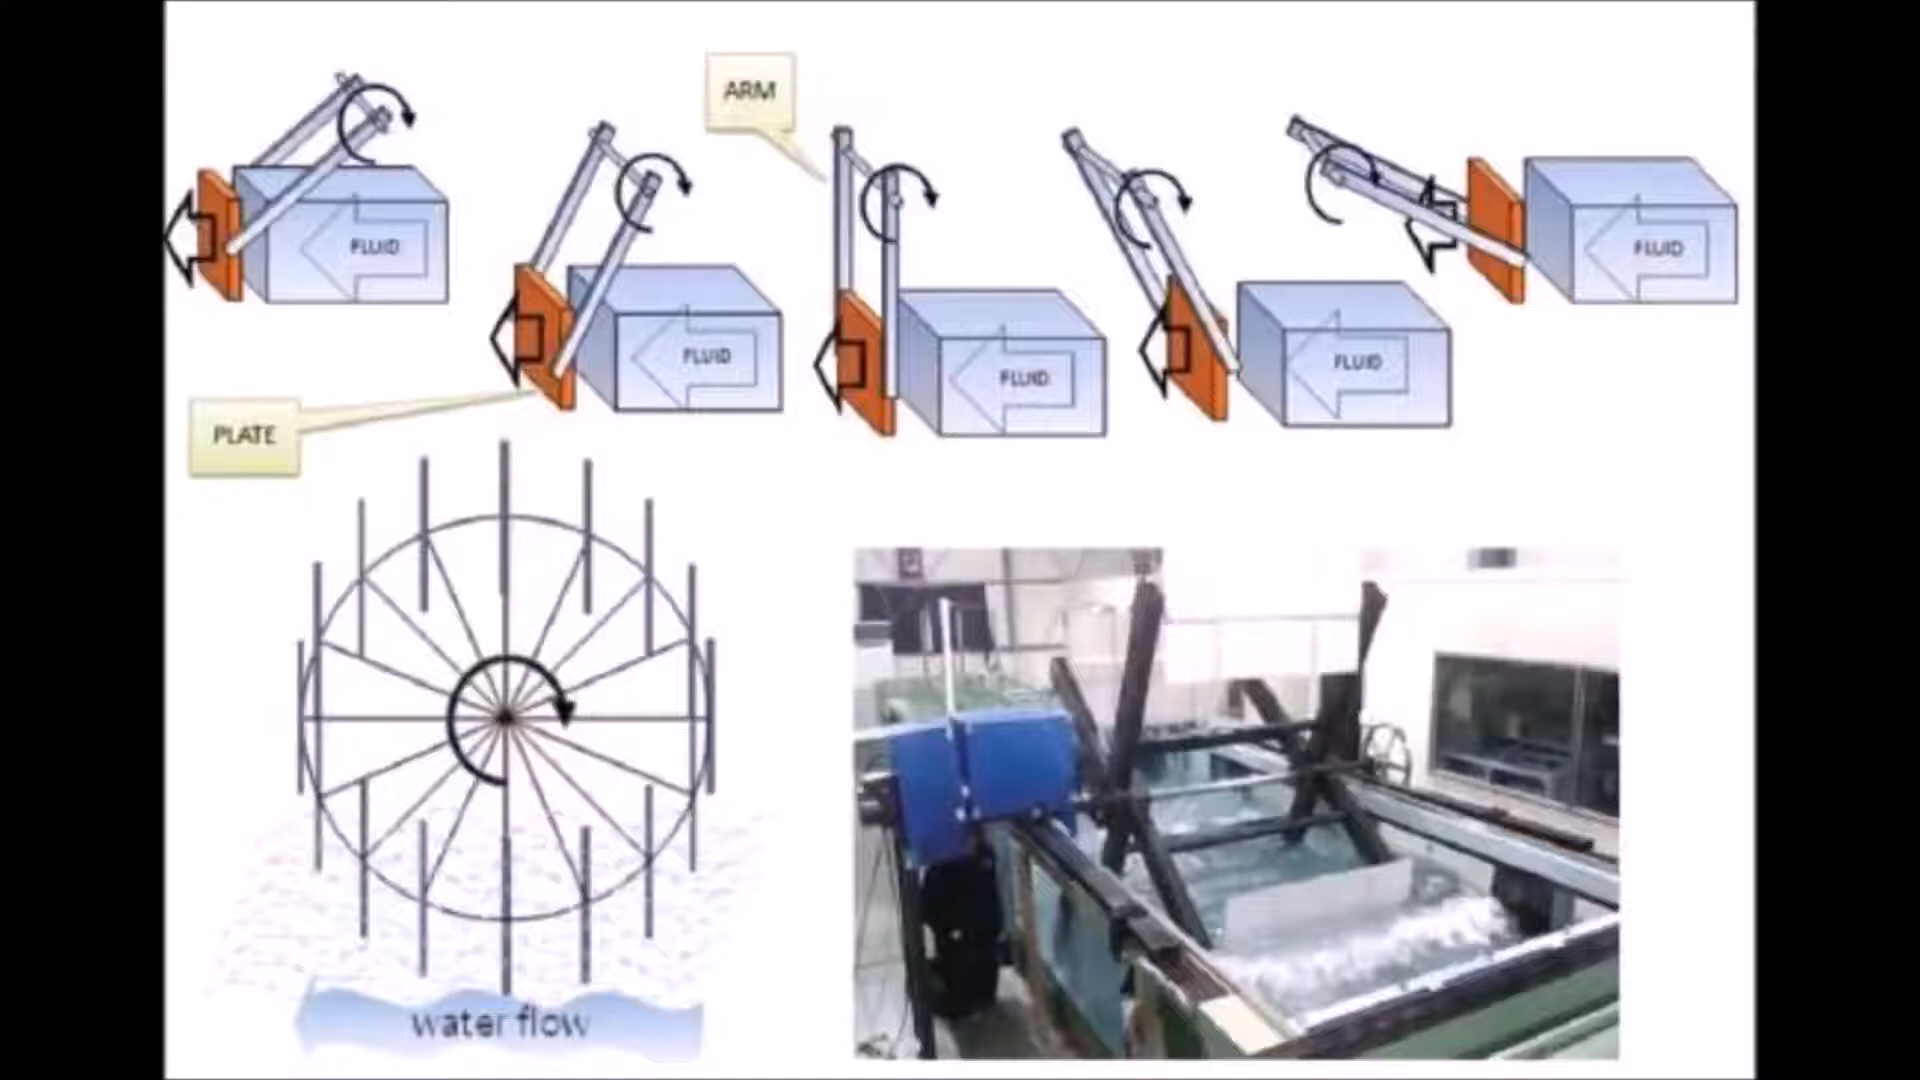 ARM
FLUID
FLUID
FLUID
FLUID
FLUID
PLATE
water flow